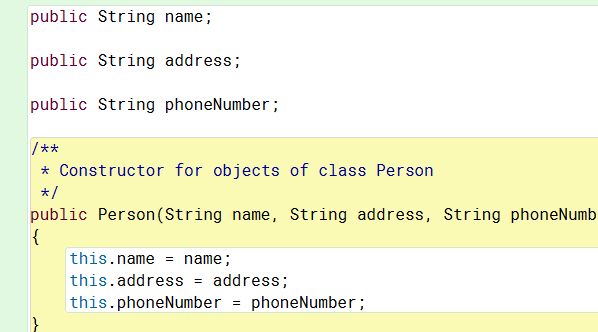 public String name;
public String address;
public String phoneNumber;
/**
* Constructor for objects of class Person
*/
public Person(String name, String address, String phoneNumb
{
this.name = name;
this.address = address;
this.phoneNumber = phoneNumber;
}